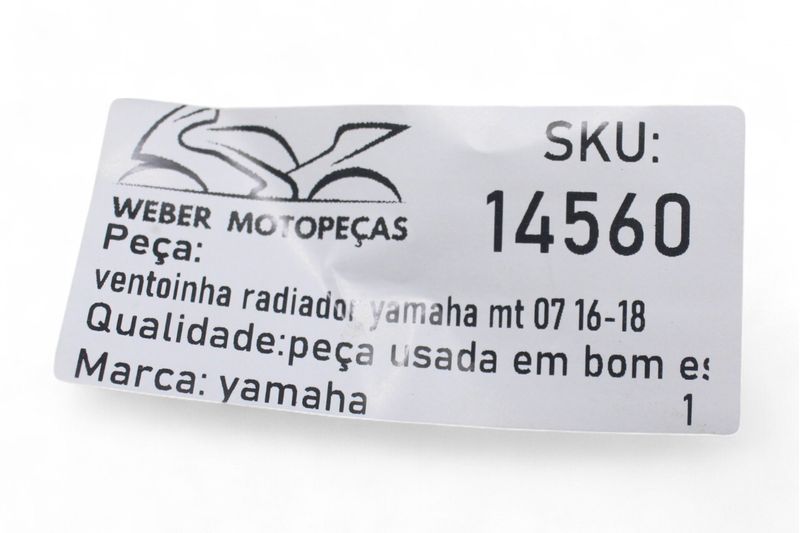 WEBER MOTOPEÇAS
SKU:
14560
Peça:
ventoinha radiador yamaha mt 07 16-18
Qualidade:peça usada em bom es
Marca: yamaha
1